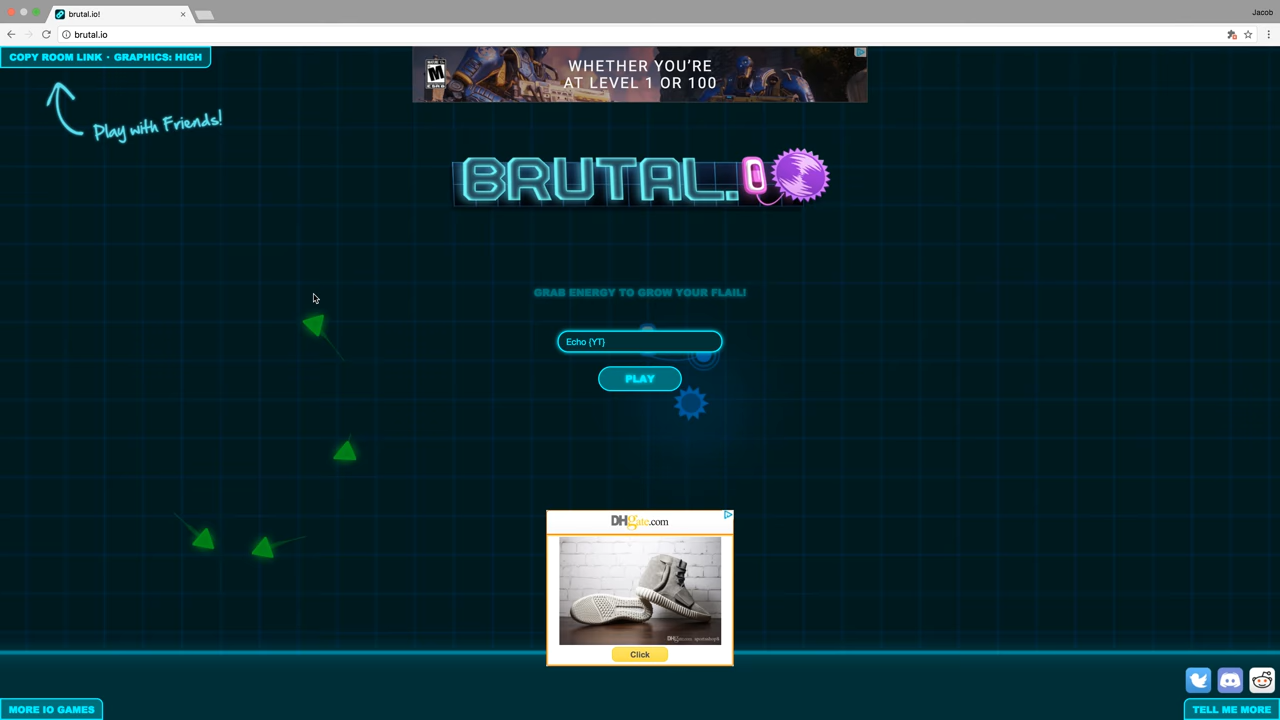 brutal.io!
Jacob
brutal.io
COPY ROOM LINK · GRAPHICS: HIGH
WHETHER YOU'RE
AT LEVEL 1 OR 100
Play with Friends!
BRUTAL.IO
GRAB ENERGY TO GROW YOUR FLAIL!
Echo {YT}
PLAY
DHgate.com
Click
MORE IO GAMES
TELL ME MORE